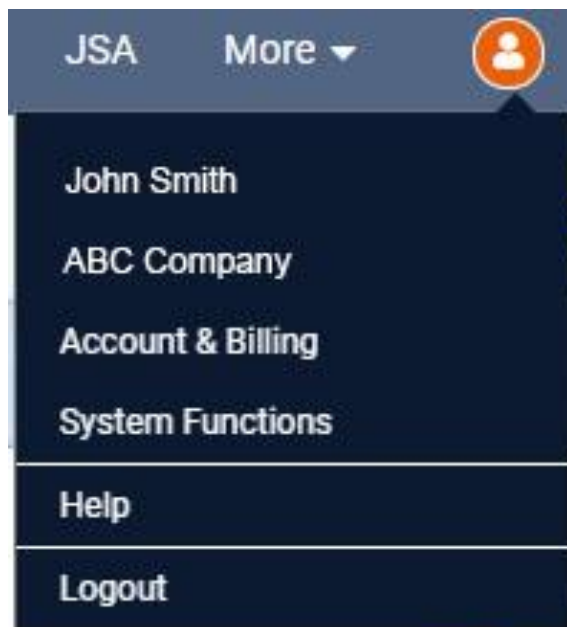 JSA More
John Smith
ABC Company
Account & Billing
System Functions
Help
Logout